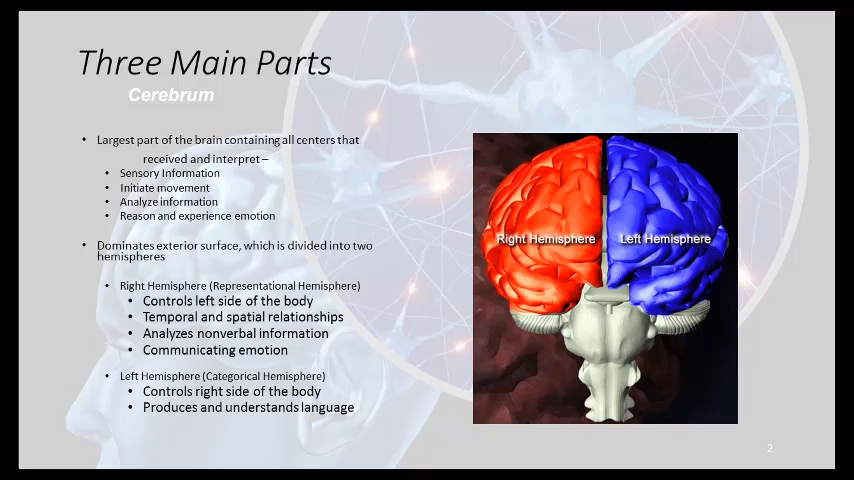 Three Main Parts
Cerebrum
• Largest part of the brain containing all centers that
received and interpret –
• Sensory Information
• Initiate movement
• Analyze information
• Reason and experience emotion
• Dominates exterior surface, which is divided into two
hemispheres
• Right Hemisphere (Representational Hemisphere)
• Controls left side of the body
• Temporal and spatial relationships
• Analyzes nonverbal information
• Communicating emotion
• Left Hemisphere (Categorical Hemisphere)
• Controls right side of the body
• Produces and understands language
Right Hemisphere
Left Hemisphere
2